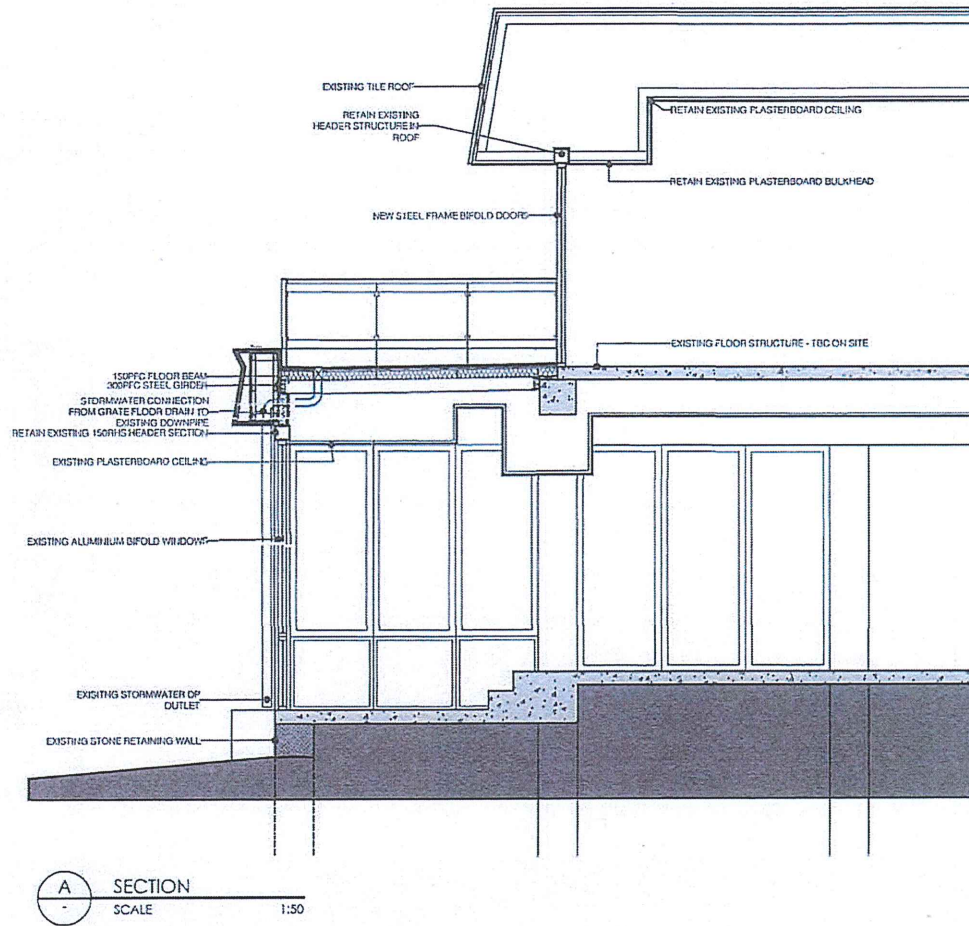 EXISTING TILE ROOF
RETAIN EXISTING
HEADER STRUCTURE IN
ROOF
RETAIN EXISTING PLASTERBOARD CEILING
RETAIN EXISTING PLASTERBOARD BULKHEAD
NEW STEEL FRAME BIFOLD DOORS
EXISTING FLOOR STRUCTURE - TBC ON SITE
150PFC FLOOR BEAM
300PFC STEEL GIRDER
STORMWATER CONNECTION
FROM GRATE FLOOR DRAIN TO
EXISTING DOWNPIPE
RETAIN EXISTING 150RHS HEADER SECTION
EXISTING PLASTERBOARD CEILING
EXISTING ALUMINIUM BIFOLD WINDOWS
EXISITNG STORMWATER DP
OUTLET
EXISTING STONE RETAINING WALL
A
-
SECTION
SCALE 1:50